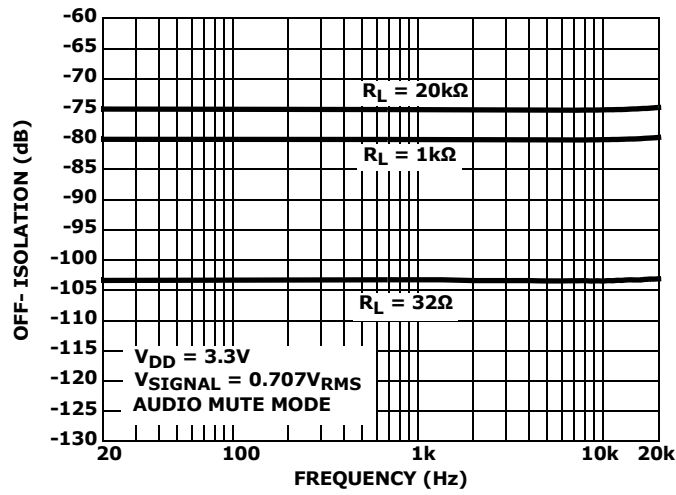 -60
-65
-70
-75
-80
-85
-90
-95
-100
-105
-110
-115
-120
-125
-130
OFF- ISOLATION (dB)
RL = 20kΩ
RL = 1kΩ
RL = 32Ω
VDD = 3.3V
VSIGNAL = 0.707VRMS
AUDIO MUTE MODE
20 100 1k 10k 20k
FREQUENCY (Hz)